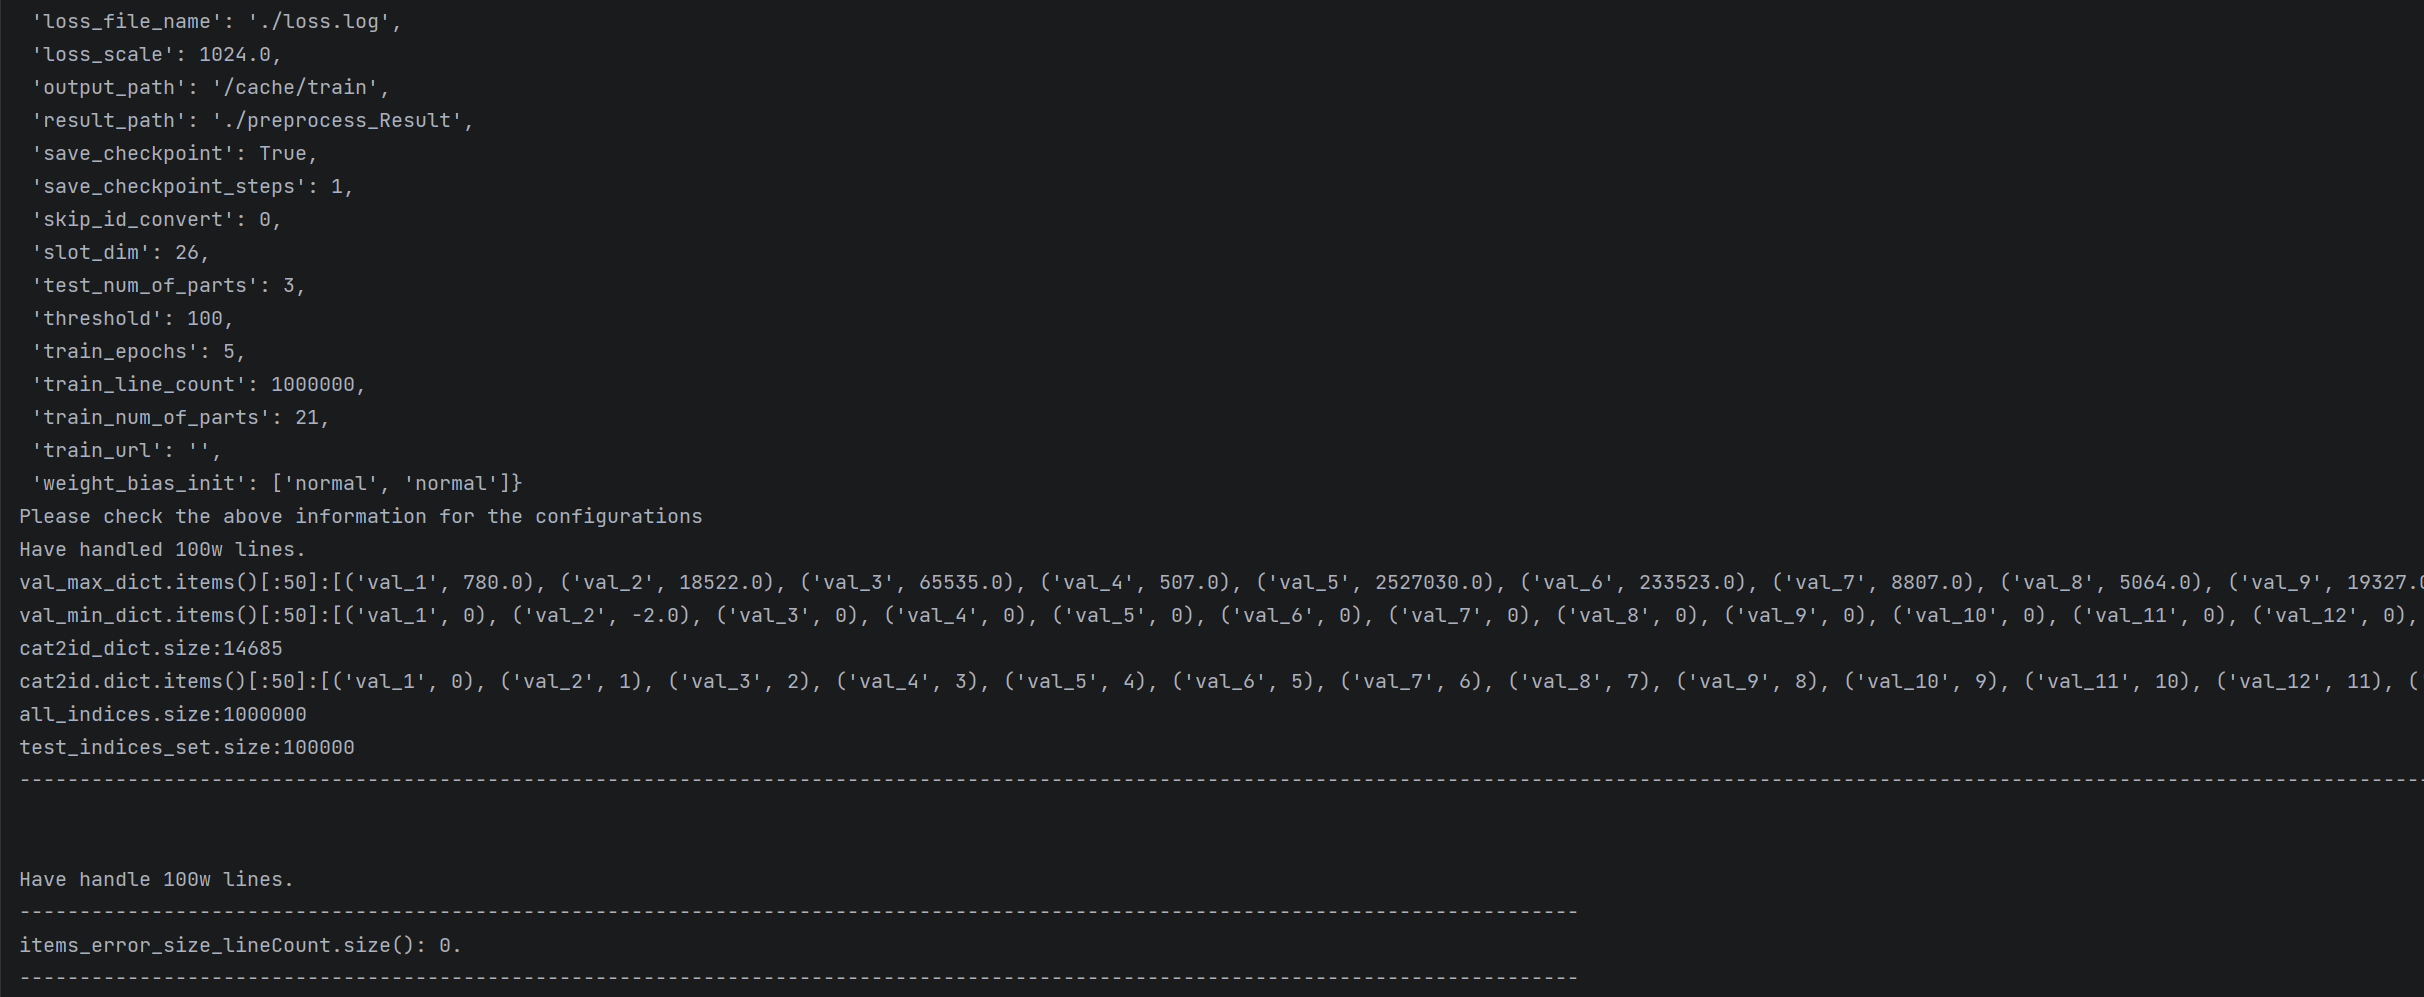 'loss_file_name': './loss.log',
'loss_scale': 1024.0,
'output_path': '/cache/train',
'result_path': './preprocess_Result',
'save_checkpoint': True,
'save_checkpoint_steps': 1,
'skip_id_convert': 0,
'slot_dim': 26,
'test_num_of_parts': 3,
'threshold': 100,
'train_epochs': 5,
'train_line_count': 1000000,
'train_num_of_parts': 21,
'train_url': '',
'weight_bias_init': ['normal', 'normal']}
Please check the above information for the configurations
Have handled 100w lines.
val_max_dict.items()[:50]:[('val_1', 780.0), ('val_2', 18522.0), ('val_3', 65535.0), ('val_4', 507.0), ('val_5', 2527030.0), ('val_6', 233523.0), ('val_7', 8807.0), ('val_8', 5064.0), ('val_9', 19327.0
val_min_dict.items()[:50]:[('val_1', 0), ('val_2', -2.0), ('val_3', 0), ('val_4', 0), ('val_5', 0), ('val_6', 0), ('val_7', 0), ('val_8', 0), ('val_9', 0), ('val_10', 0), ('val_11', 0), ('val_12', 0),
cat2id_dict.size:14685
cat2id.dict.items()[:50]:[('val_1', 0), ('val_2', 1), ('val_3', 2), ('val_4', 3), ('val_5', 4), ('val_6', 5), ('val_7', 6), ('val_8', 7), ('val_9', 8), ('val_10', 9), ('val_11', 10), ('val_12', 11), ('
all_indices.size:1000000
test_indices_set.size:100000
--------------------------------------------------------------------------------------------------------------------------------------------------------------------------------------------------------
Have handle 100w lines.
----------------------------------------------------------------------------------------------------------------------------------
items_error_size_lineCount.size(): 0.
----------------------------------------------------------------------------------------------------------------------------------